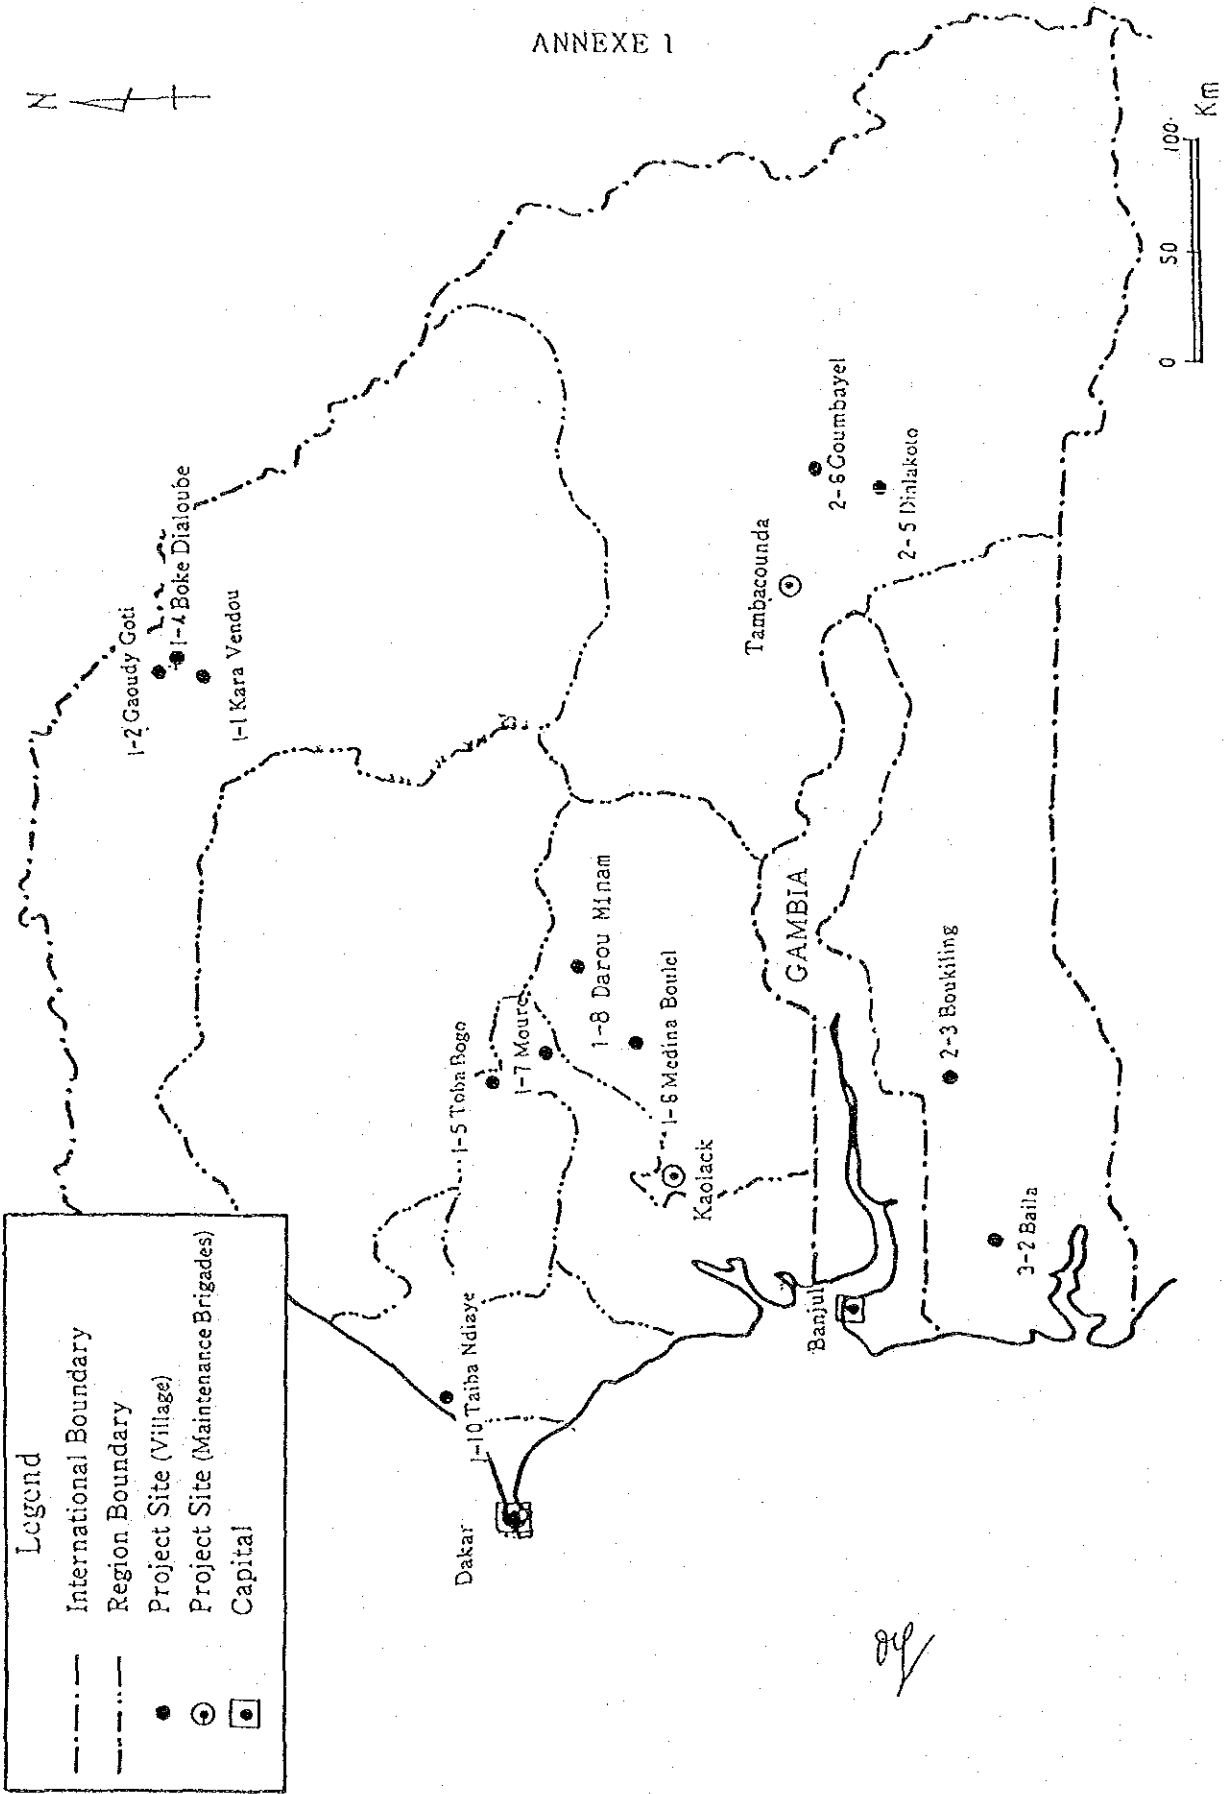 ANNEXE 1
N
Legend
International Boundary
Region Boundary
Project Site (Village)
Project Site (Maintenance Brigades)
Capital
1-2 Gaoudy Goti
1-4 Boke Dialoube
1-1 Kara Vendou
1-5 Toba Bogo
1-7 Moure
1-8 Darou Minam
1-6 Medina Boulel
1-10 Taiba Ndiaye
Dakar
Kaolack
Tambacounda
2-6 Goumbayel
2-5 Dialakoto
GAMBIA
Banjul
2-3 Boukiling
3-2 Baila
0 50 100
Km